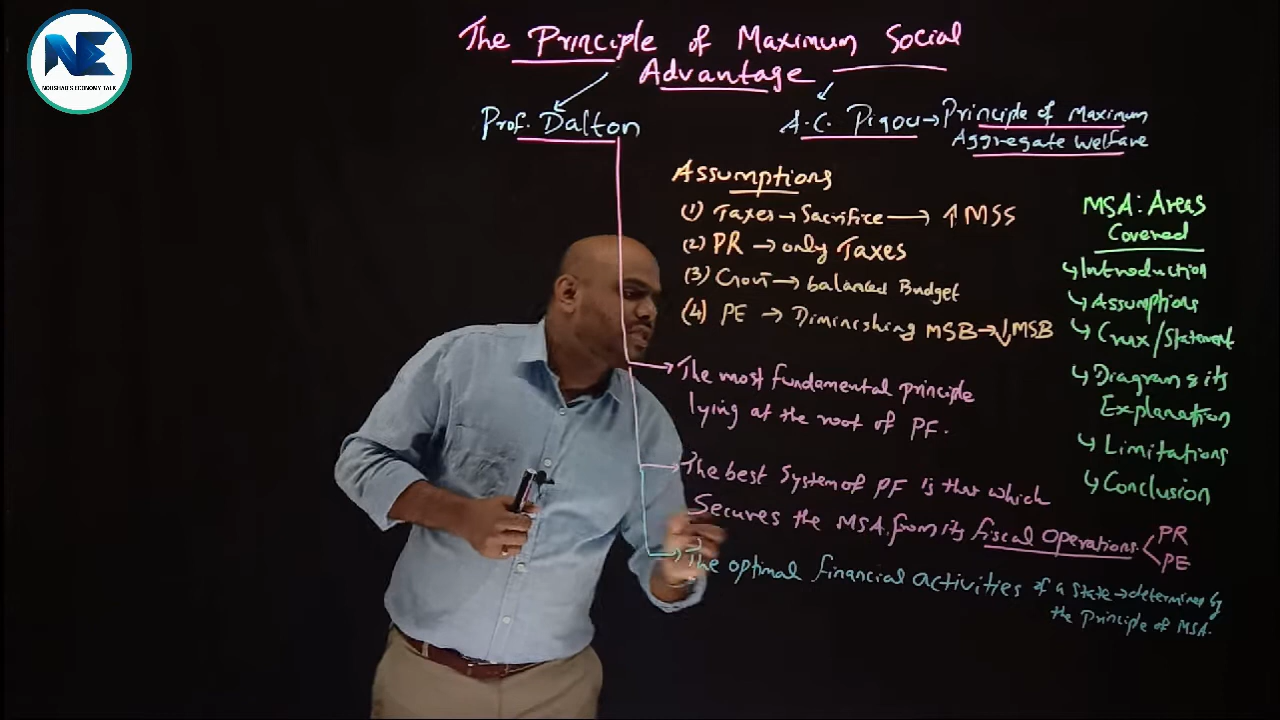 NE
NOUSHAD'S ECONOMY TALK
The Principle of Maximum Social
Advantage
Prof. Dalton
A.C. Pigou → Principle of Maximum
Aggregate Welfare
Assumptions
(1) Taxes → Sacrifice → ↑ MSS
(2) PR → only Taxes
(3) Govt → balanced Budget
(4) PE → Diminishing MSB → ↓ MSB
The most fundamental principle
lying at the root of PF.
The best system of PF is that which
Secures the MSA from its fiscal Operations
PR
PE
The optimal financial activities of a state → determined by
the principle of MSA.
MSA: Areas
Covered
↳ Introduction
↳ Assumptions
↳ Crux/Statement
↳ Diagram & its
Explanation
↳ Limitations
↳ Conclusion